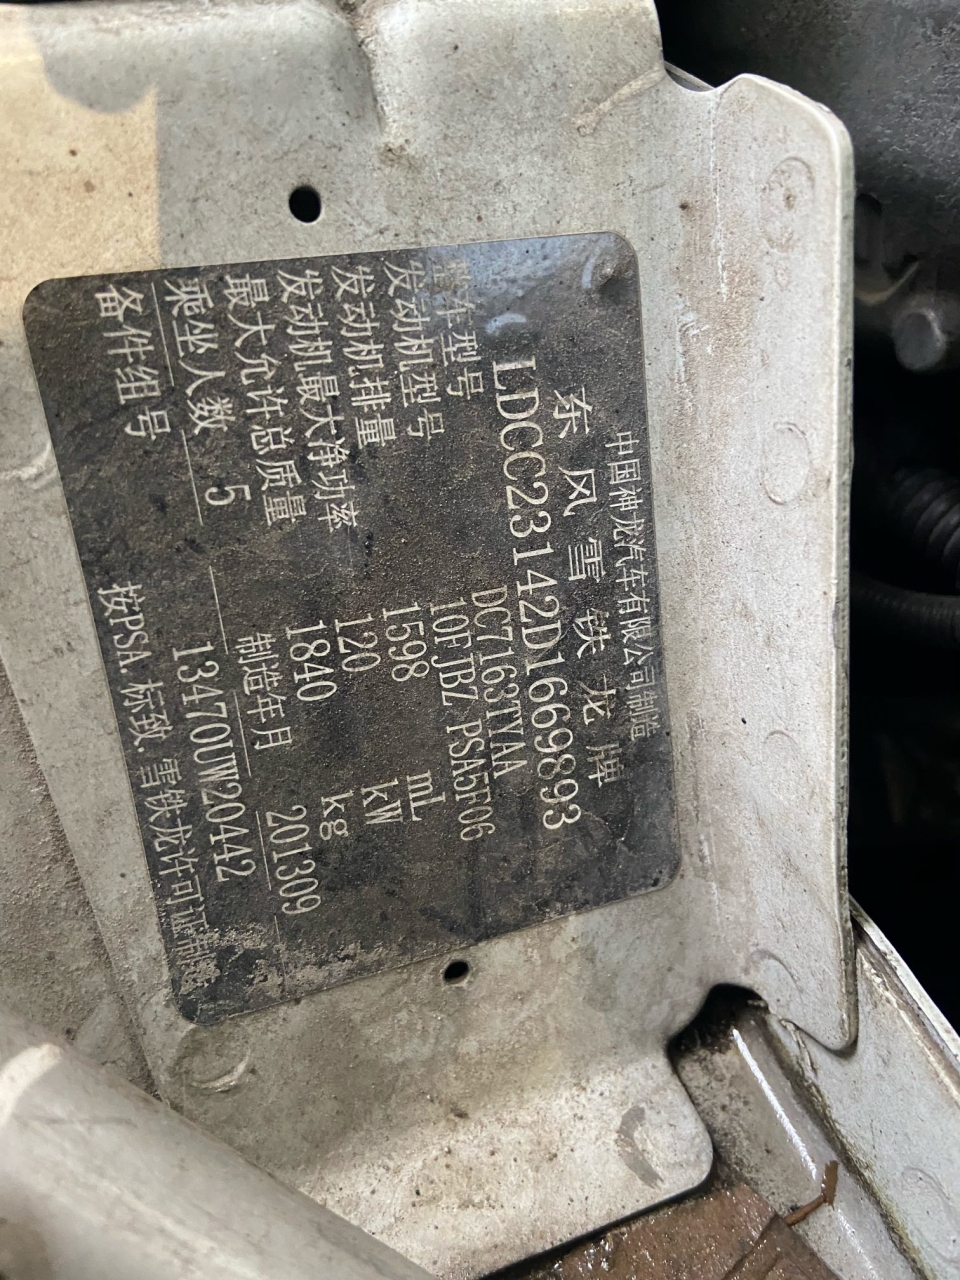 中国神龙汽车有限公司制造
东风雪铁龙牌
LDCC23142D1669893
整车型号 DC7163TYAA
发动机型号 10FJBZ PSA5F06
发动机排量 1598 mL
发动机最大净功率 120 kW
最大允许总质量 1840 kg
乘坐人数 5 制造年月 201309
备件组号 13470UW20442
按PSA 标致.雪铁龙许可证制造